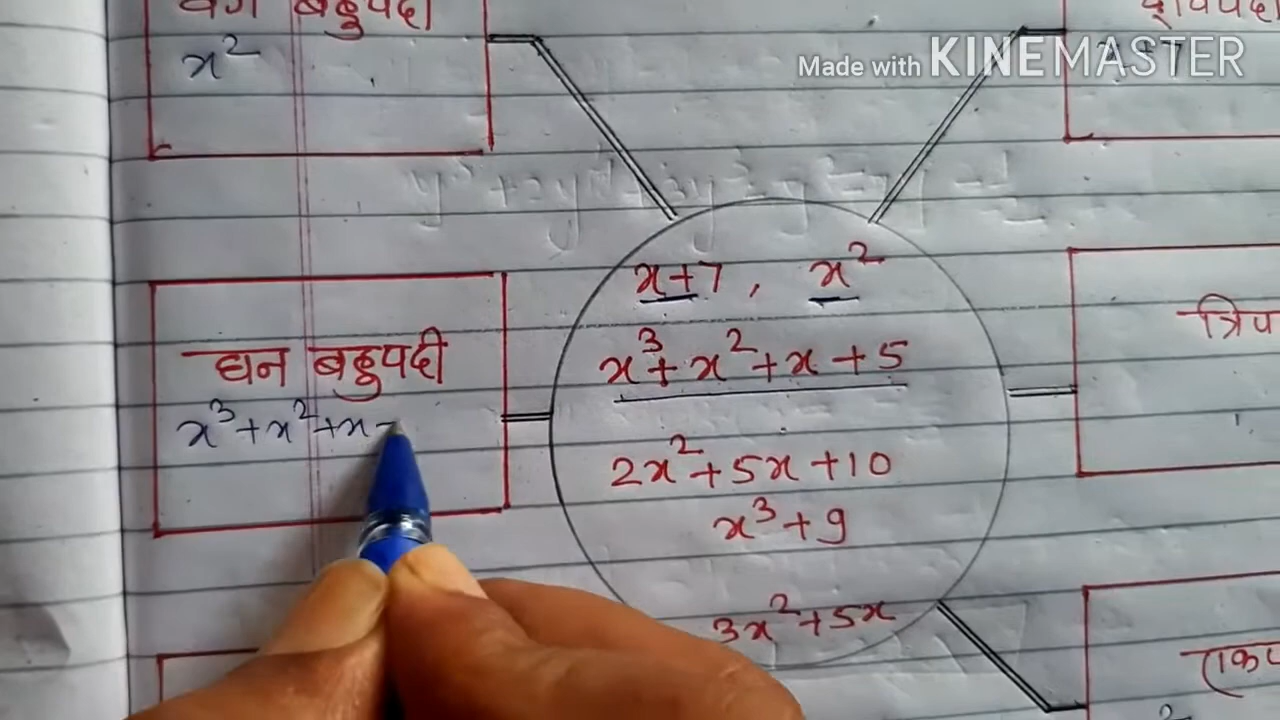 वर्ग बहुपदी
x²
x+7
Made with KINEMASTER
x+7, x²
x³+x²+x+5
2x²+5x+10
x³+9
3x²+5x
घन बहुपदी
x³+x²+x